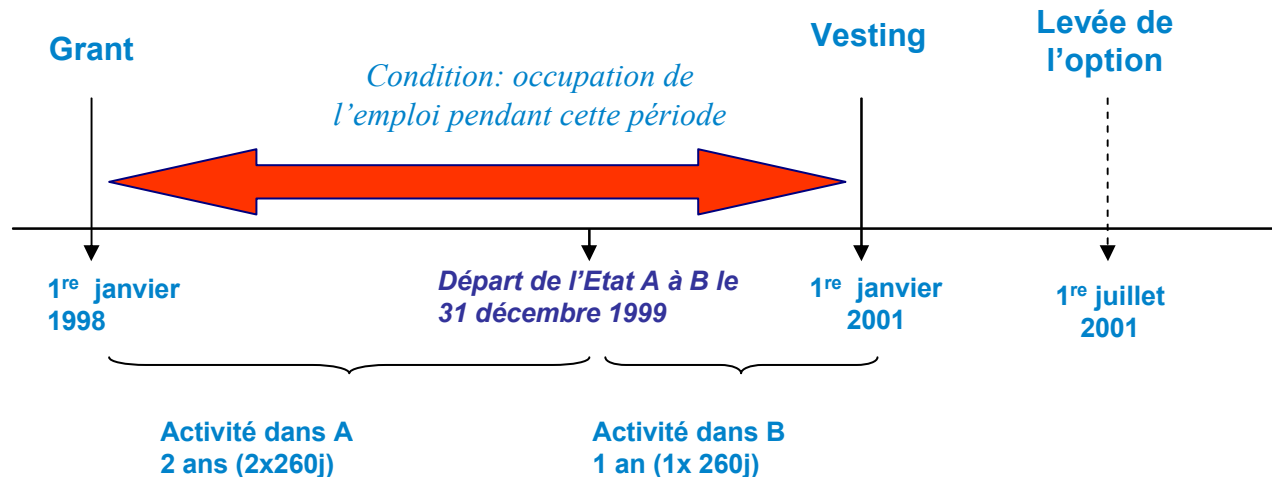 Grant
Vesting
Levée de
l'option
Condition: occupation de
l'emploi pendant cette période
1re janvier
1998
Départ de l'Etat A à B le
31 décembre 1999
1re janvier
2001
1re juillet
2001
Activité dans A
2 ans (2x260j)
Activité dans B
1 an (1x 260j)